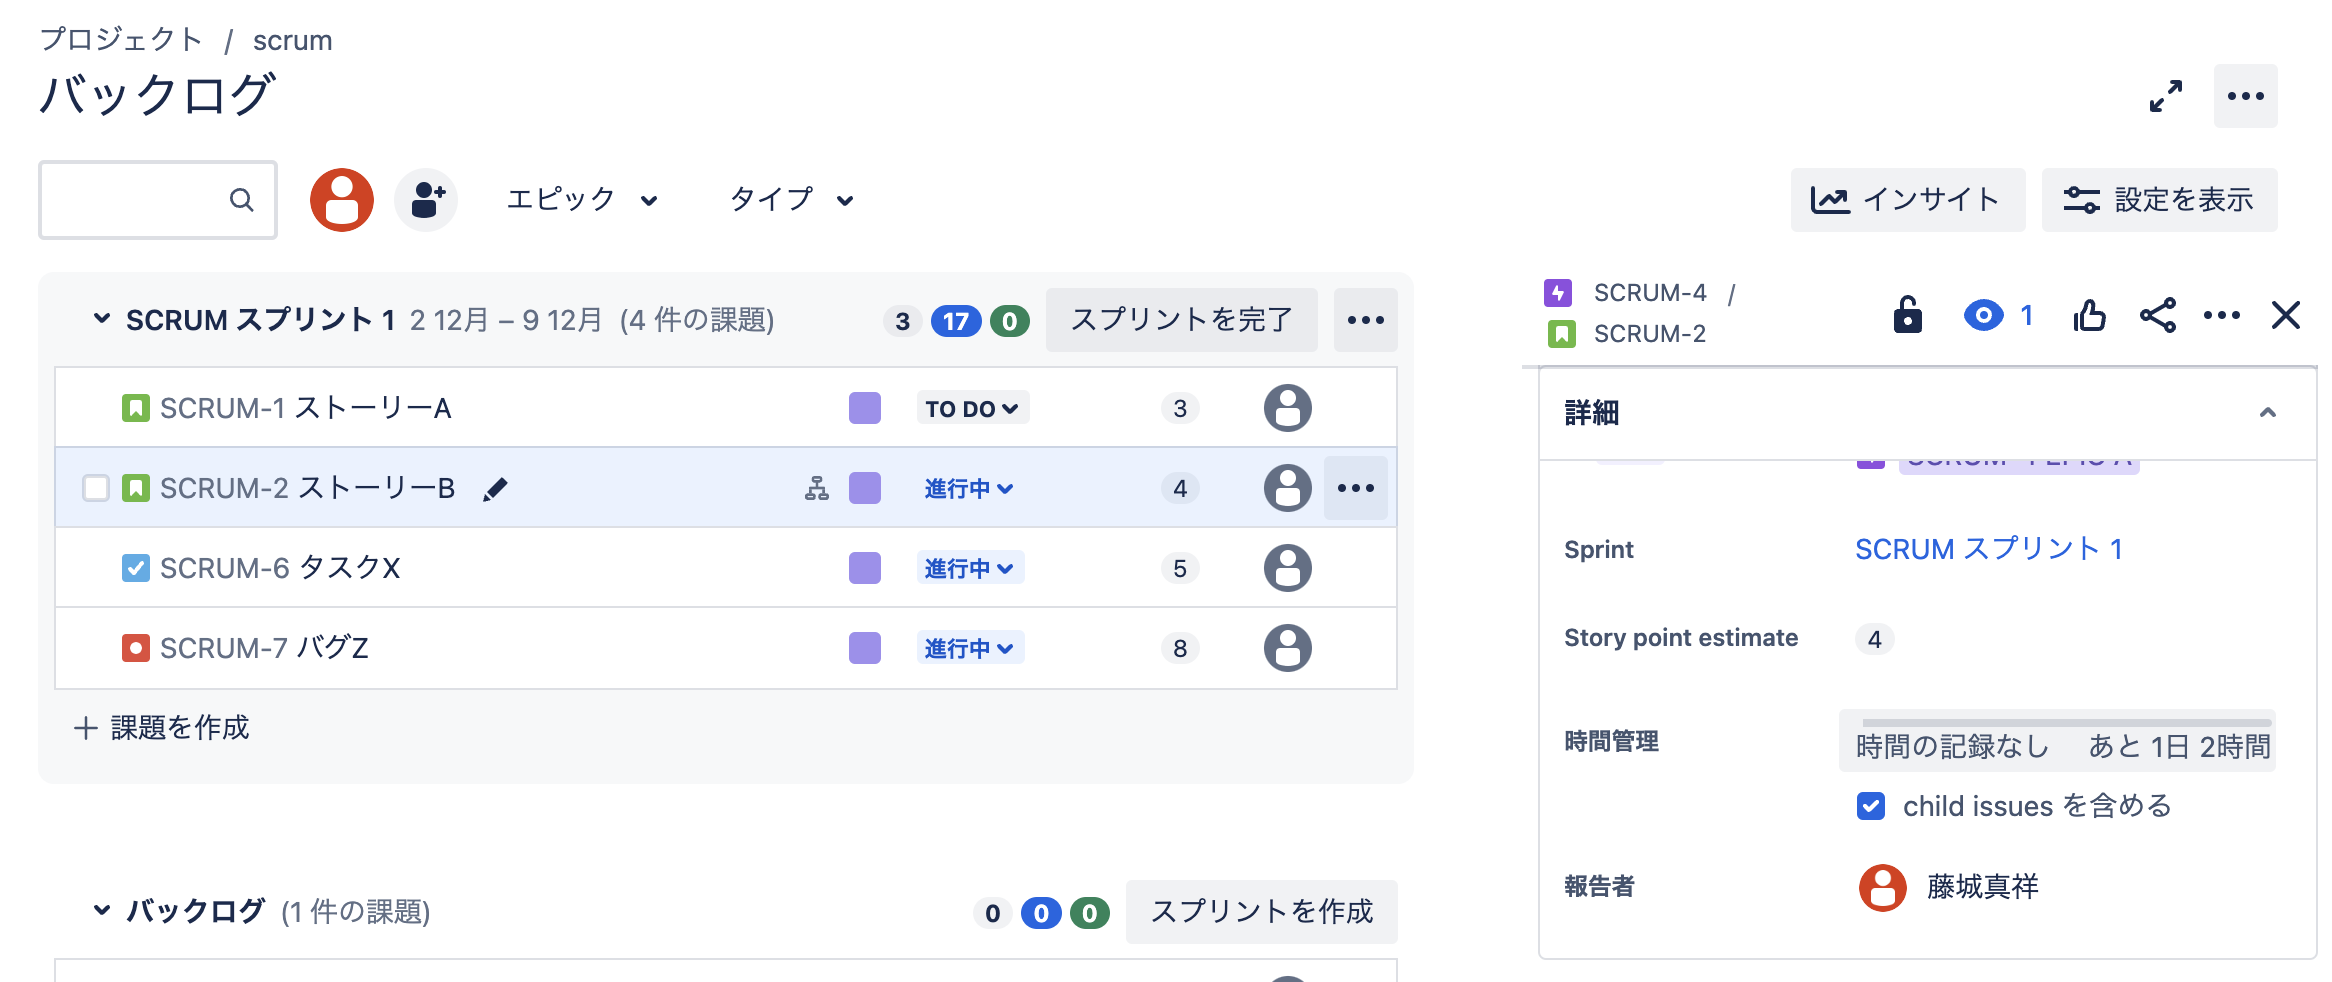 プロジェクト / scrum
バックログ
エピック タイプ インサイト 設定を表示
SCRUM スプリント 1 2 12月 – 9 12月 (4 件の課題) 3 17 0 スプリントを完了
SCRUM-1 ストーリーA TO DO 3
SCRUM-2 ストーリーB 進行中 4
SCRUM-6 タスクX 進行中 5
SCRUM-7 バグZ 進行中 8
+ 課題を作成
バックログ (1 件の課題) 0 0 0 スプリントを作成
SCRUM-4 /
SCRUM-2
1
詳細
Sprint SCRUM スプリント 1
Story point estimate 4
時間管理 時間の記録なし あと 1日 2時間
child issues を含める
報告者 藤城真祥